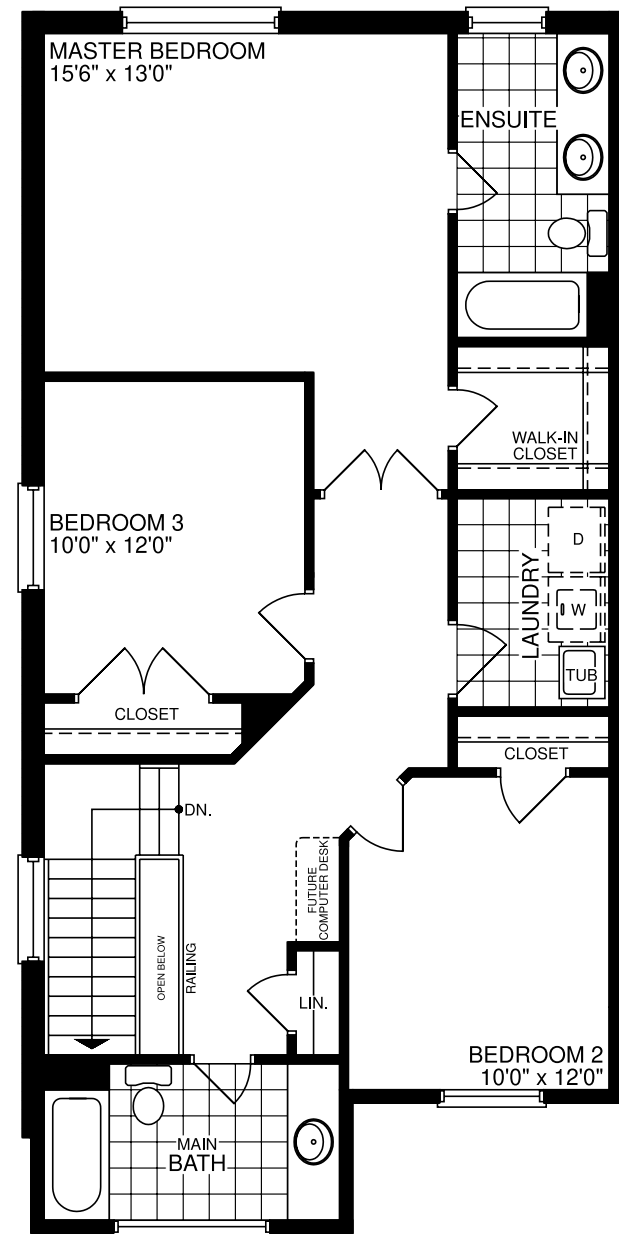 MASTER BEDROOM
15'6" x 13'0"
ENSUITE
WALK-IN
CLOSET
BEDROOM 3
10'0" x 12'0"
D
LAUNDRY
W
TUB
CLOSET
CLOSET
DN.
FUTURE
COMPUTER DESK
OPEN BELOW
RAILING
LIN.
BEDROOM 2
10'0" x 12'0"
MAIN
BATH